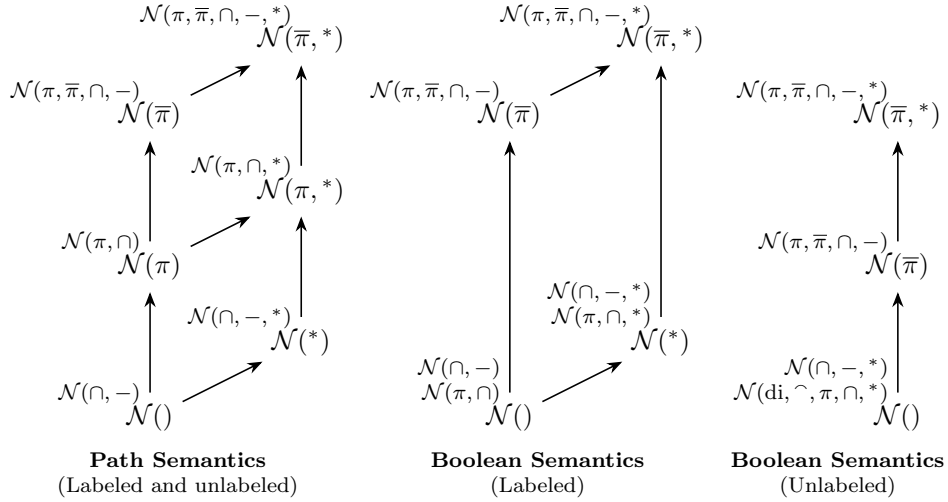 𝒩(π, π̅, ∩, −, *)
𝒩(π̅, *)
𝒩(π, π̅, ∩, −)
𝒩(π̅)
𝒩(π, ∩, *)
𝒩(π, *)
𝒩(π, ∩)
𝒩(π)
𝒩(∩, −, *)
𝒩(*)
𝒩(∩, −)
𝒩()
Path Semantics
(Labeled and unlabeled)
𝒩(π, π̅, ∩, −, *)
𝒩(π̅, *)
𝒩(π, π̅, ∩, −)
𝒩(π̅)
𝒩(∩, −, *)
𝒩(π, ∩, *)
𝒩(*)
𝒩(∩, −)
𝒩(π, ∩)
𝒩()
Boolean Semantics
(Labeled)
𝒩(π, π̅, ∩, −, *)
𝒩(π̅, *)
𝒩(π, π̅, ∩, −)
𝒩(π̅)
𝒩(∩, −, *)
𝒩(di, ⌢, π, ∩, *)
𝒩()
Boolean Semantics
(Unlabeled)